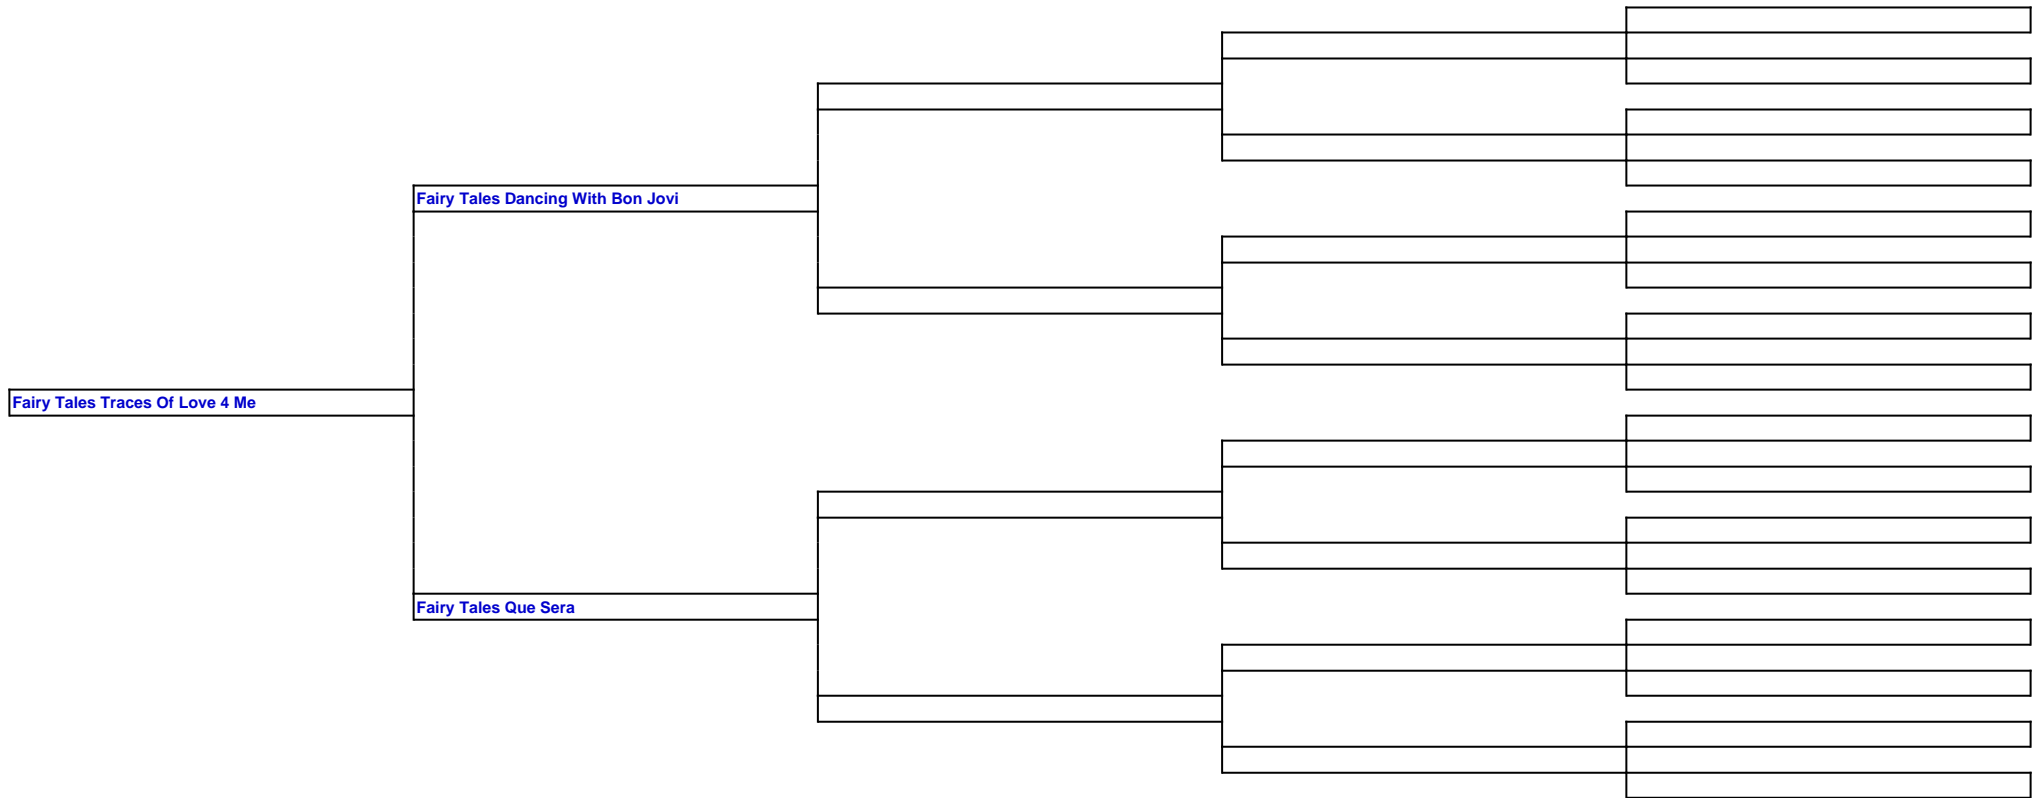 Fairy Tales Dancing With Bon Jovi
Fairy Tales Traces Of Love 4 Me
Fairy Tales Que Sera